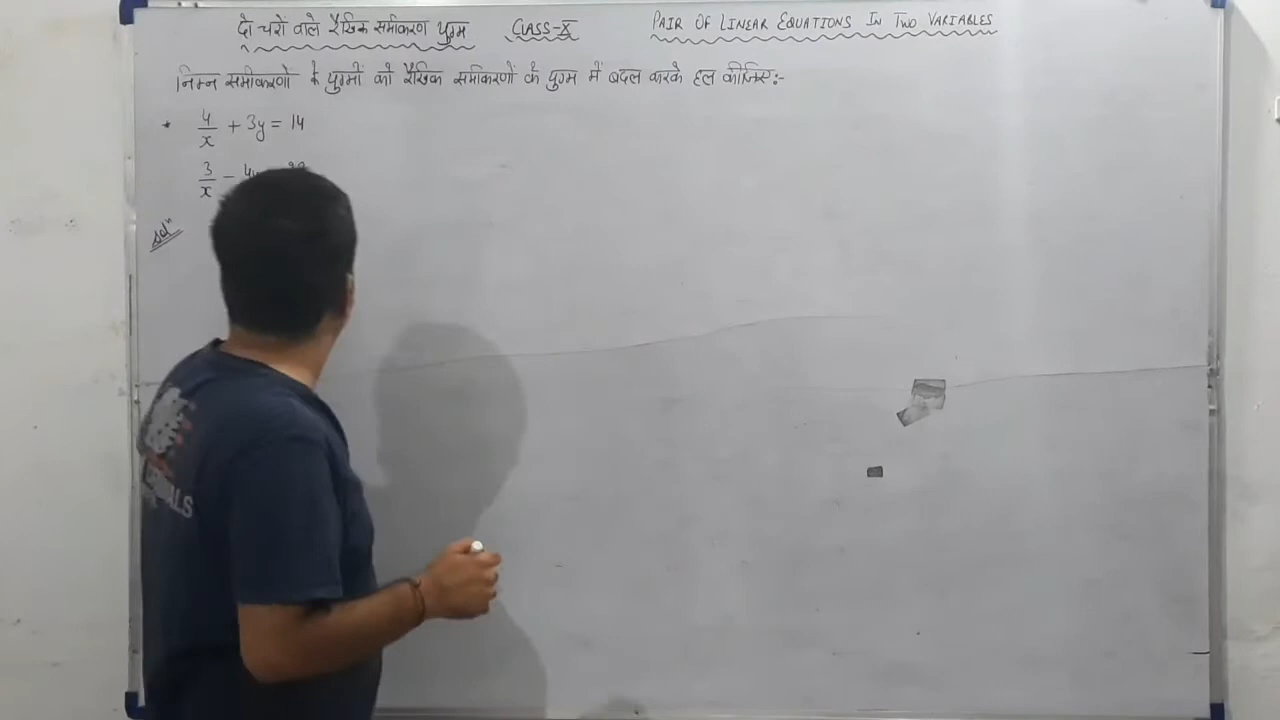 दो चरो वाले रैखिक समीकरण युग्म CLASS-X PAIR OF LINEAR EQUATIONS IN TWO VARIABLES
निम्न समीकरणो के युग्मों को रैखिक समीकरणों के युग्म में बदल करके हल कीजिए:-
* 4/x + 3y = 14
3/x -
Solⁿ